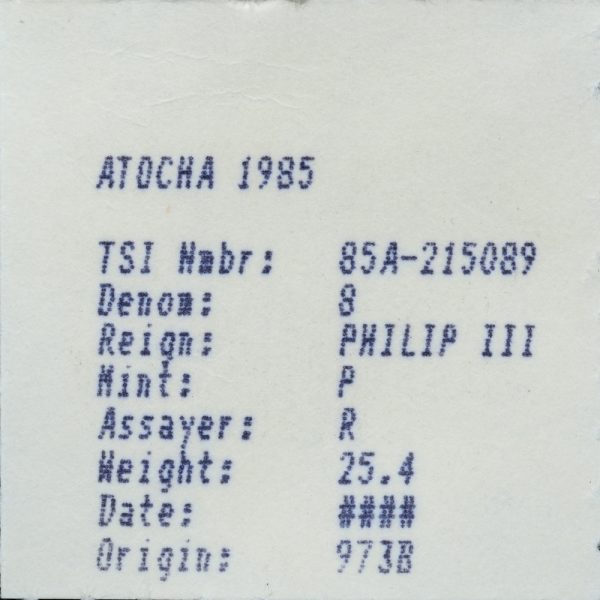 ATOCHA 1985
TSI Nmbr: 85A-215089
Denom: 8
Reign: PHILIP III
Mint: P
Assayer: R
Weight: 25.4
Date: ####
Origin: 973B